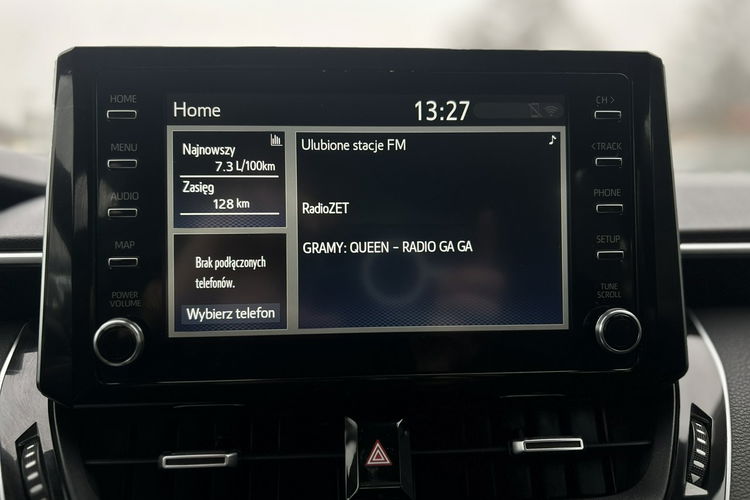 HOME
MENU
AUDIO
MAP
POWER
VOLUME
Home
13:27
Najnowszy
7.3 L/100km
Zasięg
128 km
Brak podłączonych
telefonów.
Wybierz telefon
Ulubione stacje FM
RadioZET
GRAMY: QUEEN - RADIO GA GA
CH >
< TRACK
PHONE
SETUP
TUNE
SCROLL